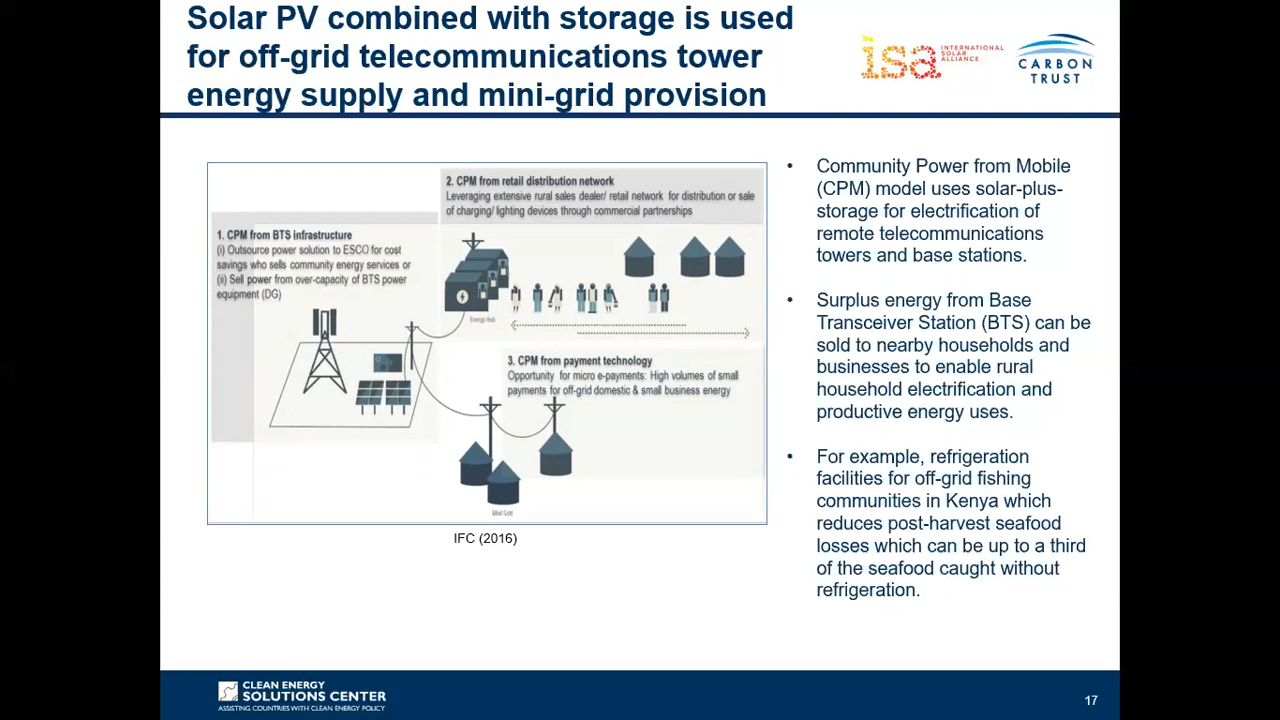 Solar PV combined with storage is used
for off-grid telecommunications tower
energy supply and mini-grid provision
isa INTERNATIONAL
SOLAR
ALLIANCE
CARBON
TRUST
2. CPM from retail distribution network
Leveraging extensive rural sales dealer/ retail network for distribution or sale
of charging/ lighting devices through commercial partnerships
1. CPM from BTS infrastructure
(i) Outsource power solution to ESCO for cost
savings who sells community energy services or
(ii) Sell power from over-capacity of BTS power
equipment (DG)
Energy Hub
3. CPM from payment technology
Opportunity for micro e-payments: High volumes of small
payments for off-grid domestic & small business energy
Mini Grid
IFC (2016)
• Community Power from Mobile
(CPM) model uses solar-plus-
storage for electrification of
remote telecommunications
towers and base stations.
• Surplus energy from Base
Transceiver Station (BTS) can be
sold to nearby households and
businesses to enable rural
household electrification and
productive energy uses.
• For example, refrigeration
facilities for off-grid fishing
communities in Kenya which
reduces post-harvest seafood
losses which can be up to a third
of the seafood caught without
refrigeration.
CLEAN ENERGY
SOLUTIONS CENTER
ASSISTING COUNTRIES WITH CLEAN ENERGY POLICY
17